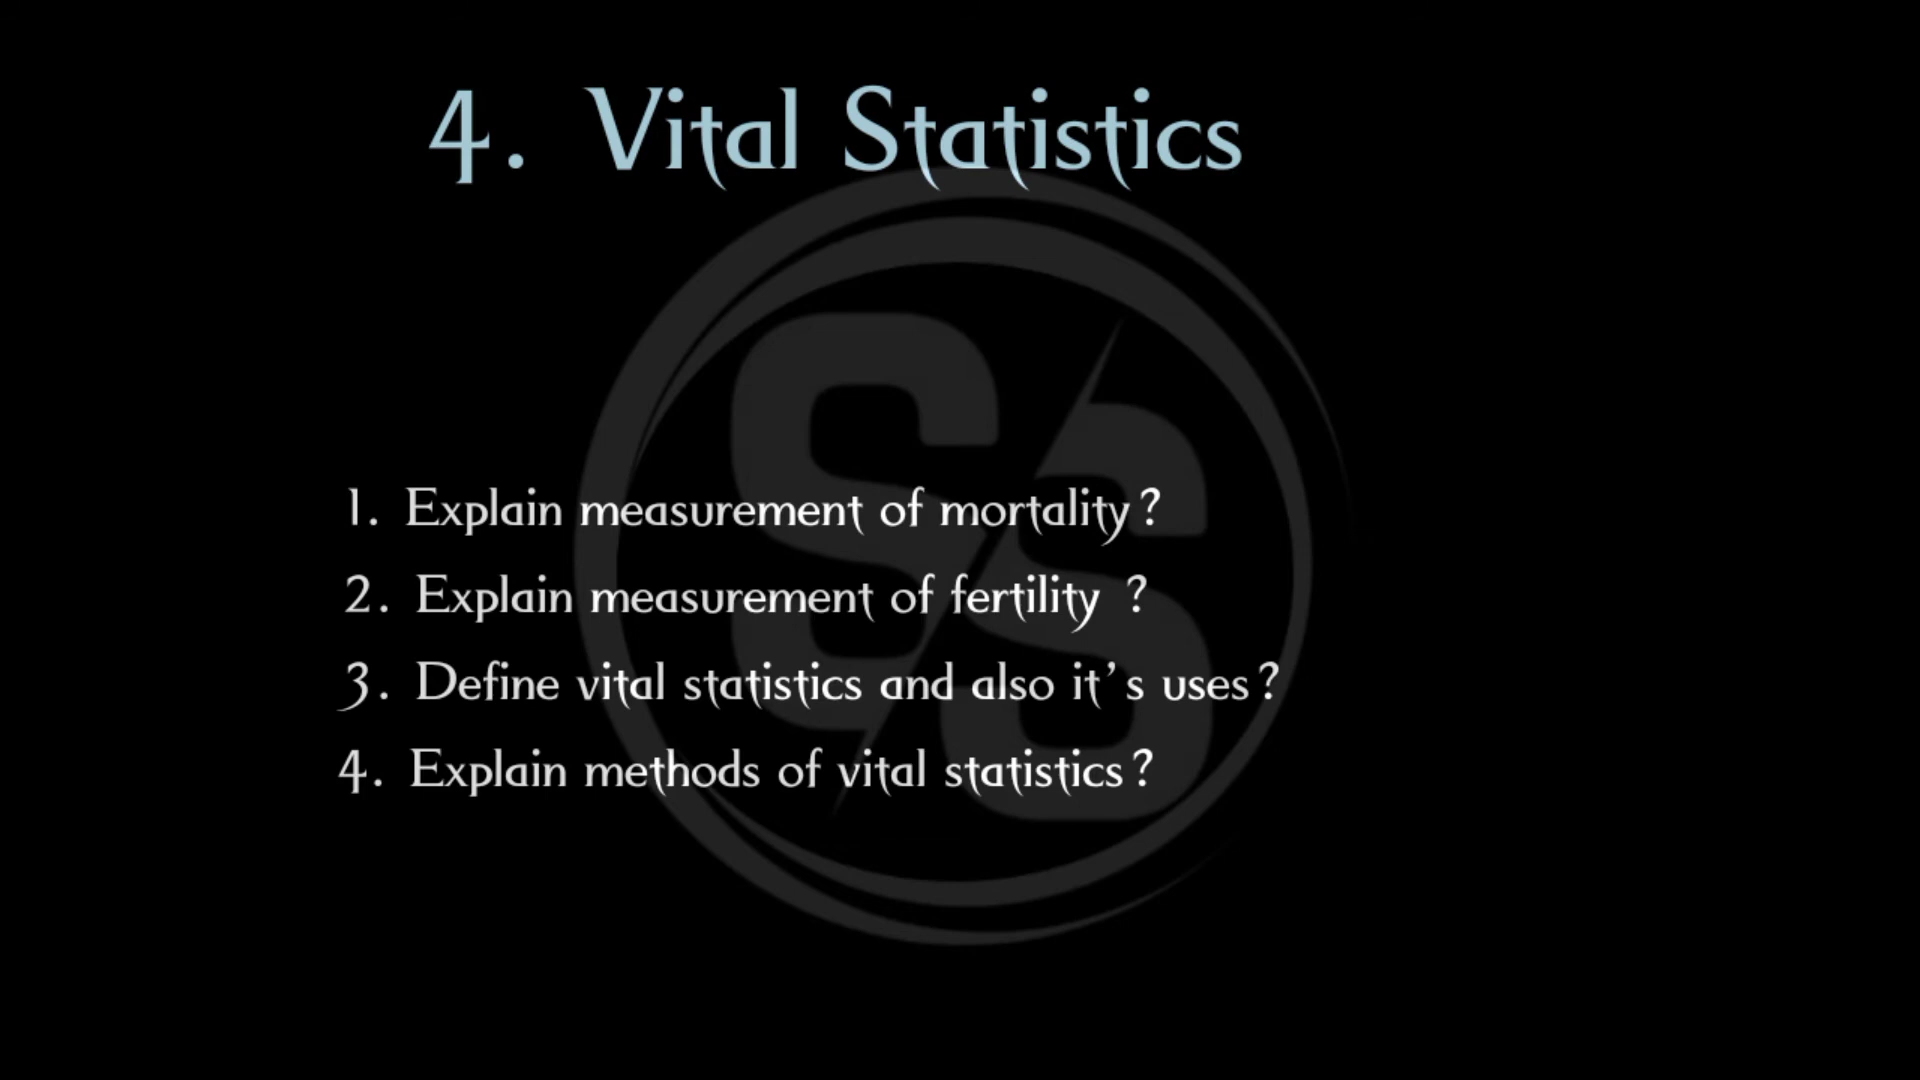 4. Vital Statistics
SS
1. Explain measurement of mortality?
2. Explain measurement of fertility ?
3. Define vital statistics and also it's uses?
4. Explain methods of vital statistics?